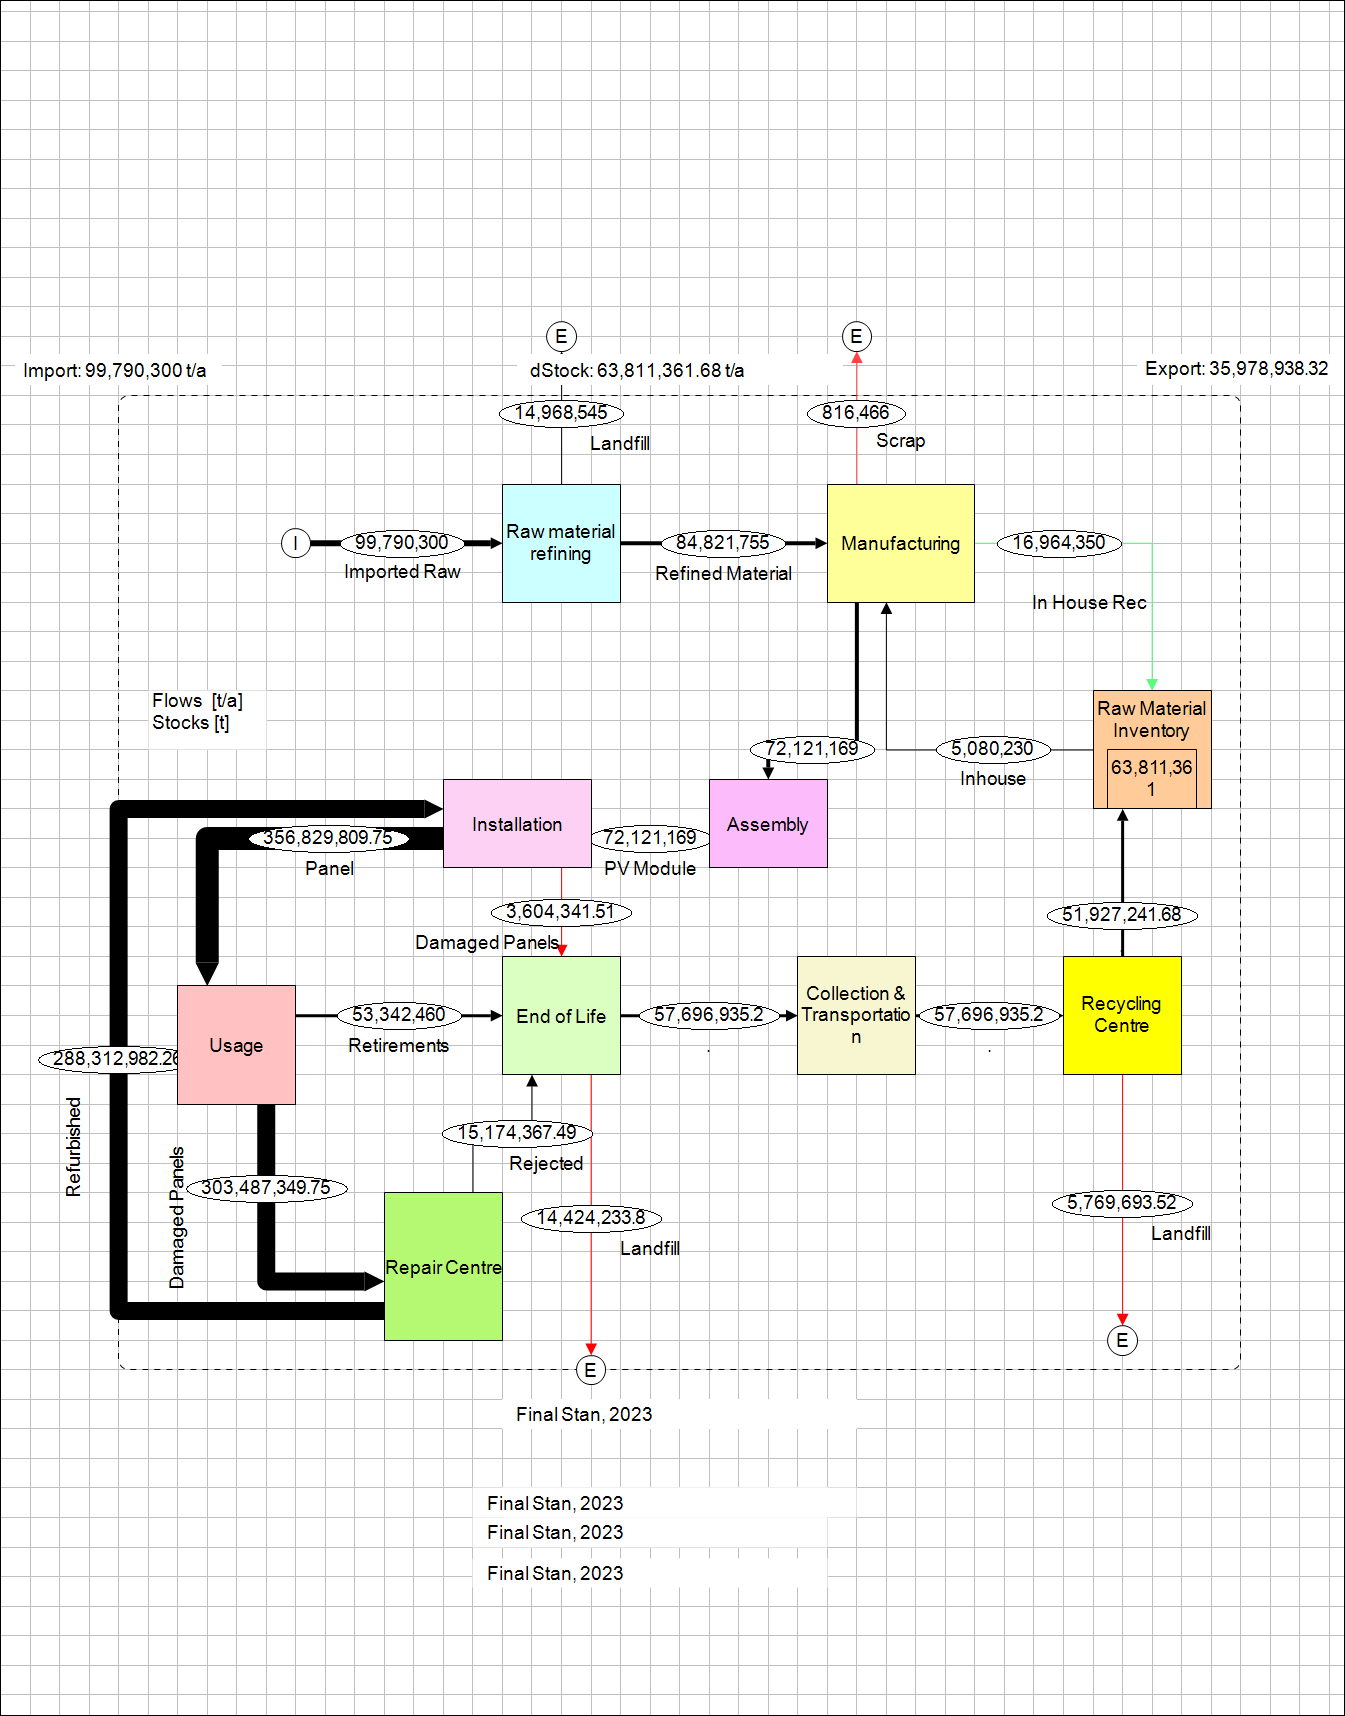 E
E
Import: 99,790,300 t/a
dStock: 63,811,361.68 t/a
Export: 35,978,938.32
14,968,545
816,466
Landfill
Scrap
I
99,790,300
Imported Raw
Raw material
refining
84,821,755
Refined Material
Manufacturing
16,964,350
In House Rec
Flows [t/a]
Stocks [t]
Raw Material
Inventory
63,811,36
1
72,121,169
5,080,230
Inhouse
Installation
Assembly
356,829,809.75
Panel
72,121,169
PV Module
3,604,341.51
Damaged Panels
51,927,241.68
Usage
53,342,460
Retirements
End of Life
57,696,935.2
.
Collection &
Transportatio
n
57,696,935.2
.
Recycling
Centre
288,312,982.26
Refurbished
Damaged Panels
303,487,349.75
15,174,367.49
Rejected
Repair Centre
14,424,233.8
Landfill
5,769,693.52
Landfill
E
E
Final Stan, 2023
Final Stan, 2023
Final Stan, 2023
Final Stan, 2023